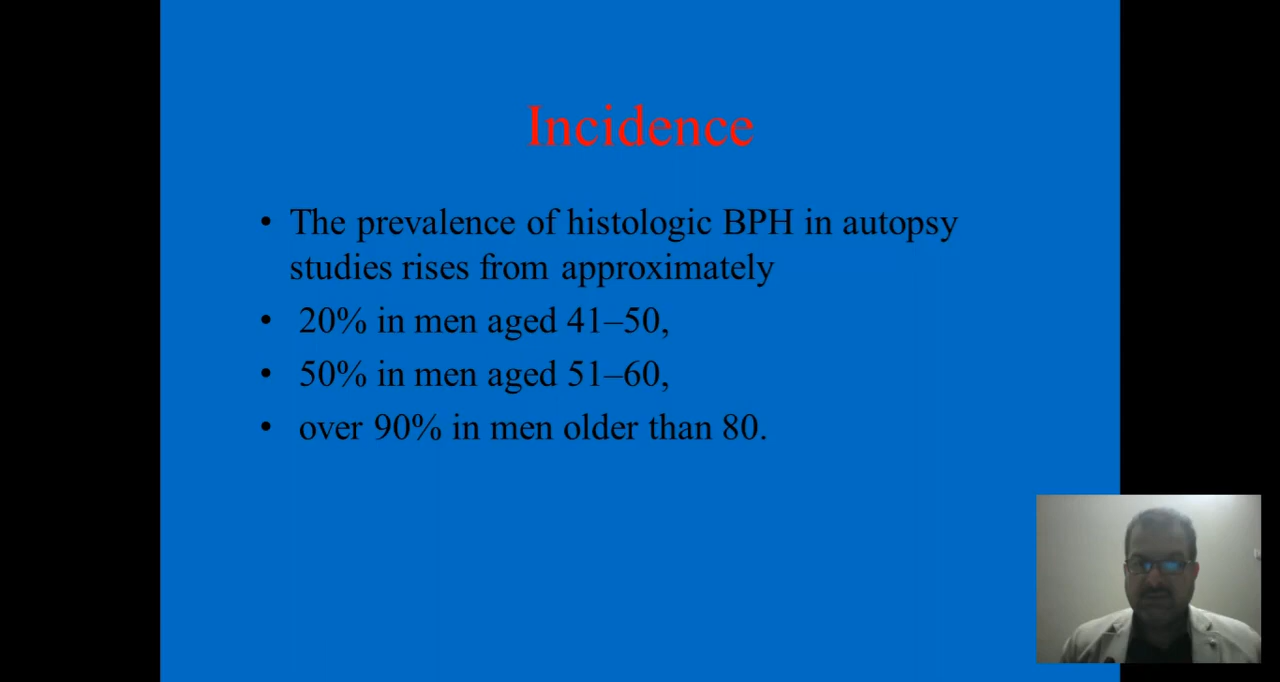 Incidence
• The prevalence of histologic BPH in autopsy
studies rises from approximately
• 20% in men aged 41–50,
• 50% in men aged 51–60,
• over 90% in men older than 80.